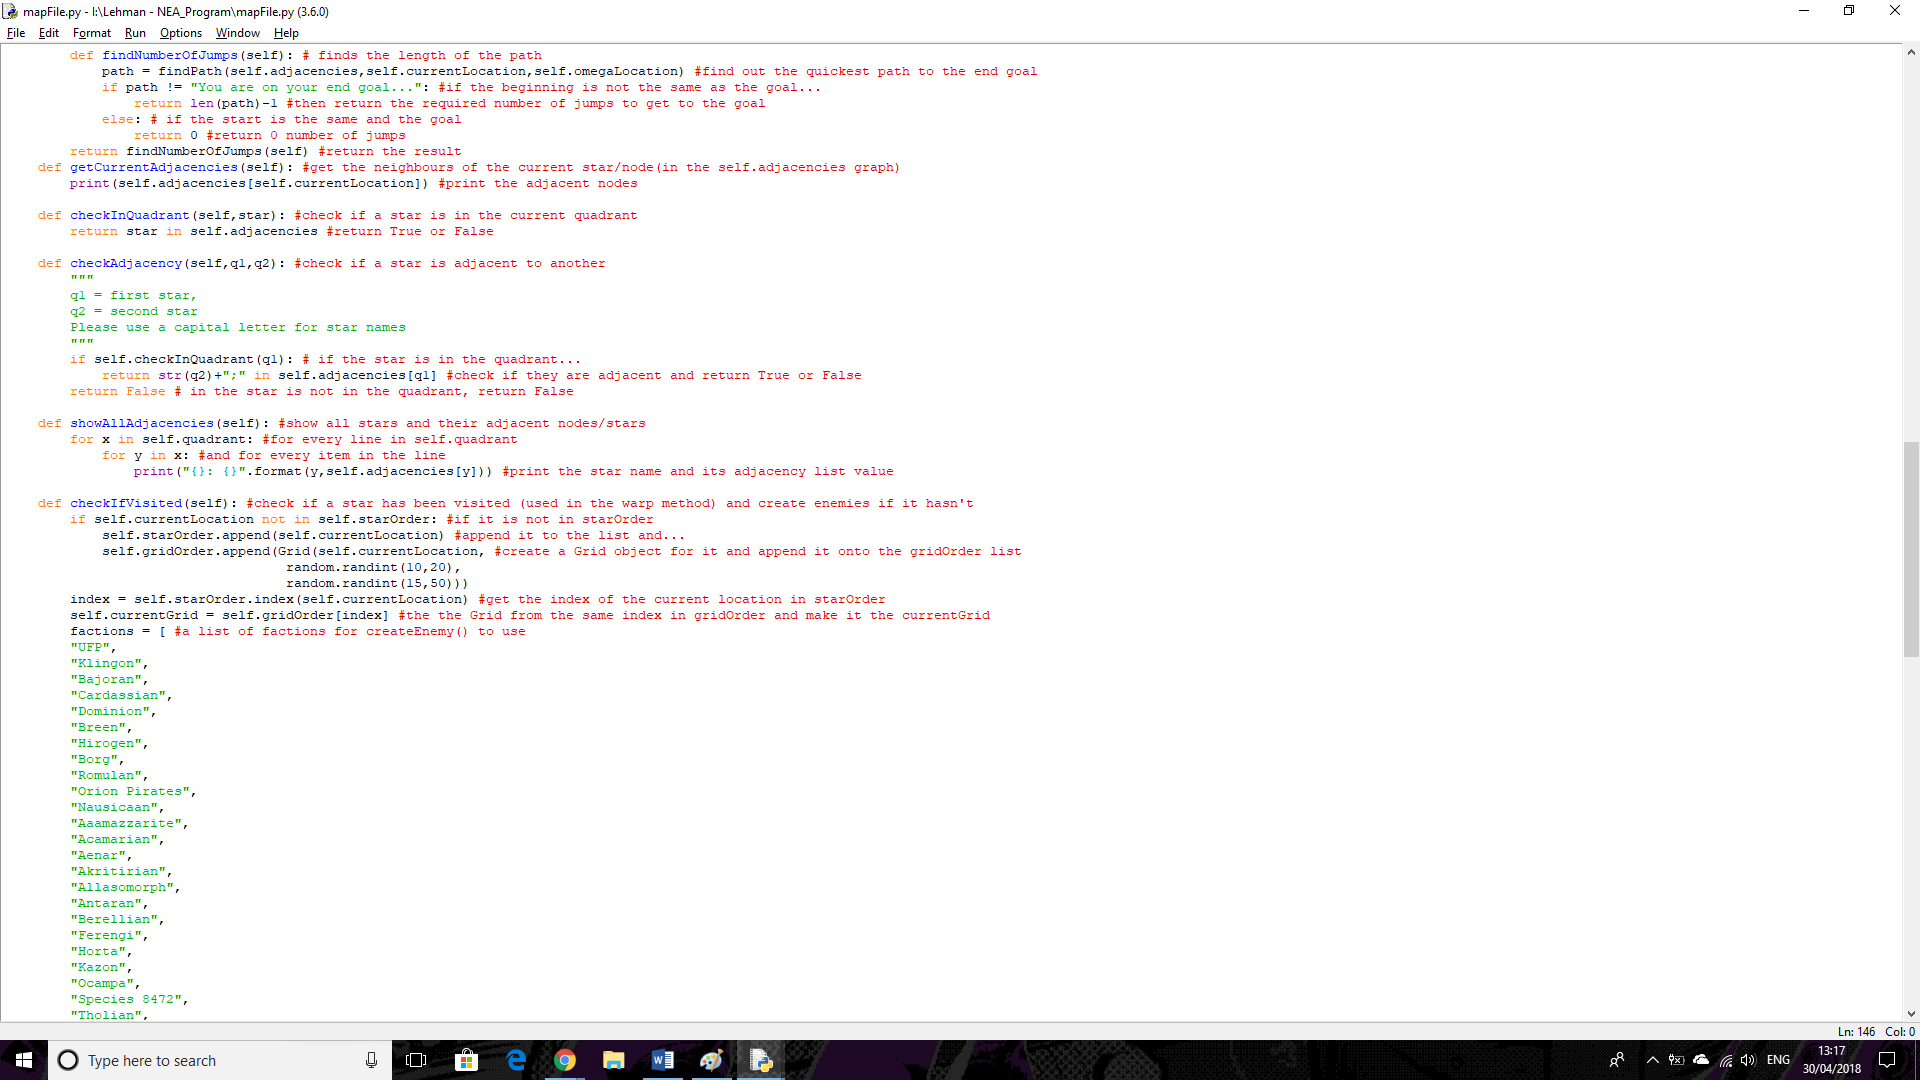 mapFile.py - I:\Lehman - NEA_Program\mapFile.py (3.6.0)
File Edit Format Run Options Window Help
        def findNumberOfJumps(self): # finds the length of the path
            path = findPath(self.adjacencies,self.currentLocation,self.omegaLocation) #find out the quickest path to the end goal
            if path != "You are on your end goal...": #if the beginning is not the same as the goal...
                return len(path)-1 #then return the required number of jumps to get to the goal
            else: # if the start is the same and the goal
                return 0 #return 0 number of jumps
        return findNumberOfJumps(self) #return the result
    def getCurrentAdjacencies(self): #get the neighbours of the current star/node(in the self.adjacencies graph)
        print(self.adjacencies[self.currentLocation]) #print the adjacent nodes
    def checkInQuadrant(self,star): #check if a star is in the current quadrant
        return star in self.adjacencies #return True or False
    def checkAdjacency(self,q1,q2): #check if a star is adjacent to another
        """
        q1 = first star,
        q2 = second star
        Please use a capital letter for star names
        """
        if self.checkInQuadrant(q1): # if the star is in the quadrant...
            return str(q2)+";" in self.adjacencies[q1] #check if they are adjacent and return True or False
        return False # in the star is not in the quadrant, return False
    def showAllAdjacencies(self): #show all stars and their adjacent nodes/stars
        for x in self.quadrant: #for every line in self.quadrant
            for y in x: #and for every item in the line
                print("{}: {}".format(y,self.adjacencies[y])) #print the star name and its adjacency list value
    def checkIfVisited(self): #check if a star has been visited (used in the warp method) and create enemies if it hasn't
        if self.currentLocation not in self.starOrder: #if it is not in starOrder
            self.starOrder.append(self.currentLocation) #append it to the list and...
            self.gridOrder.append(Grid(self.currentLocation, #create a Grid object for it and append it onto the gridOrder list
                                   random.randint(10,20),
                                   random.randint(15,50)))
        index = self.starOrder.index(self.currentLocation) #get the index of the current location in starOrder
        self.currentGrid = self.gridOrder[index] #the the Grid from the same index in gridOrder and make it the currentGrid
        factions = [ #a list of factions for createEnemy() to use
        "UFP",
        "Klingon",
        "Bajoran",
        "Cardassian",
        "Dominion",
        "Breen",
        "Hirogen",
        "Borg",
        "Romulan",
        "Orion Pirates",
        "Nausicaan",
        "Aaamazzarite",
        "Acamarian",
        "Aenar",
        "Akritirian",
        "Allasomorph",
        "Antaran",
        "Berellian",
        "Ferengi",
        "Horta",
        "Kazon",
        "Ocampa",
        "Species 8472",
        "Tholian",
Ln: 146 Col: 0
Type here to search
ENG
13:17
30/04/2018